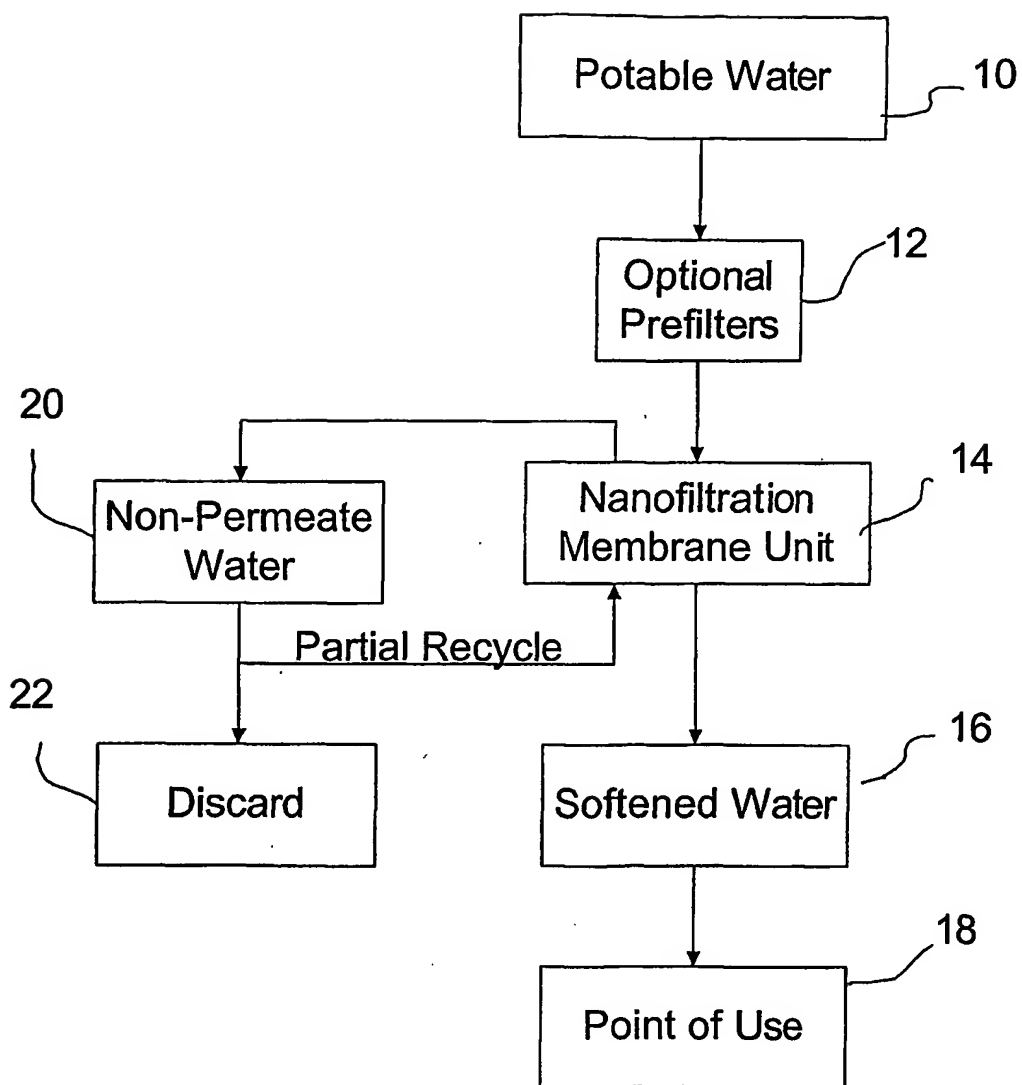 Potable Water
10
12
Optional
Prefilters
20
14
Nanofiltration
Membrane Unit
Non-Permeate
Water
Partial Recycle
22
16
Discard
Softened Water
18
Point of Use